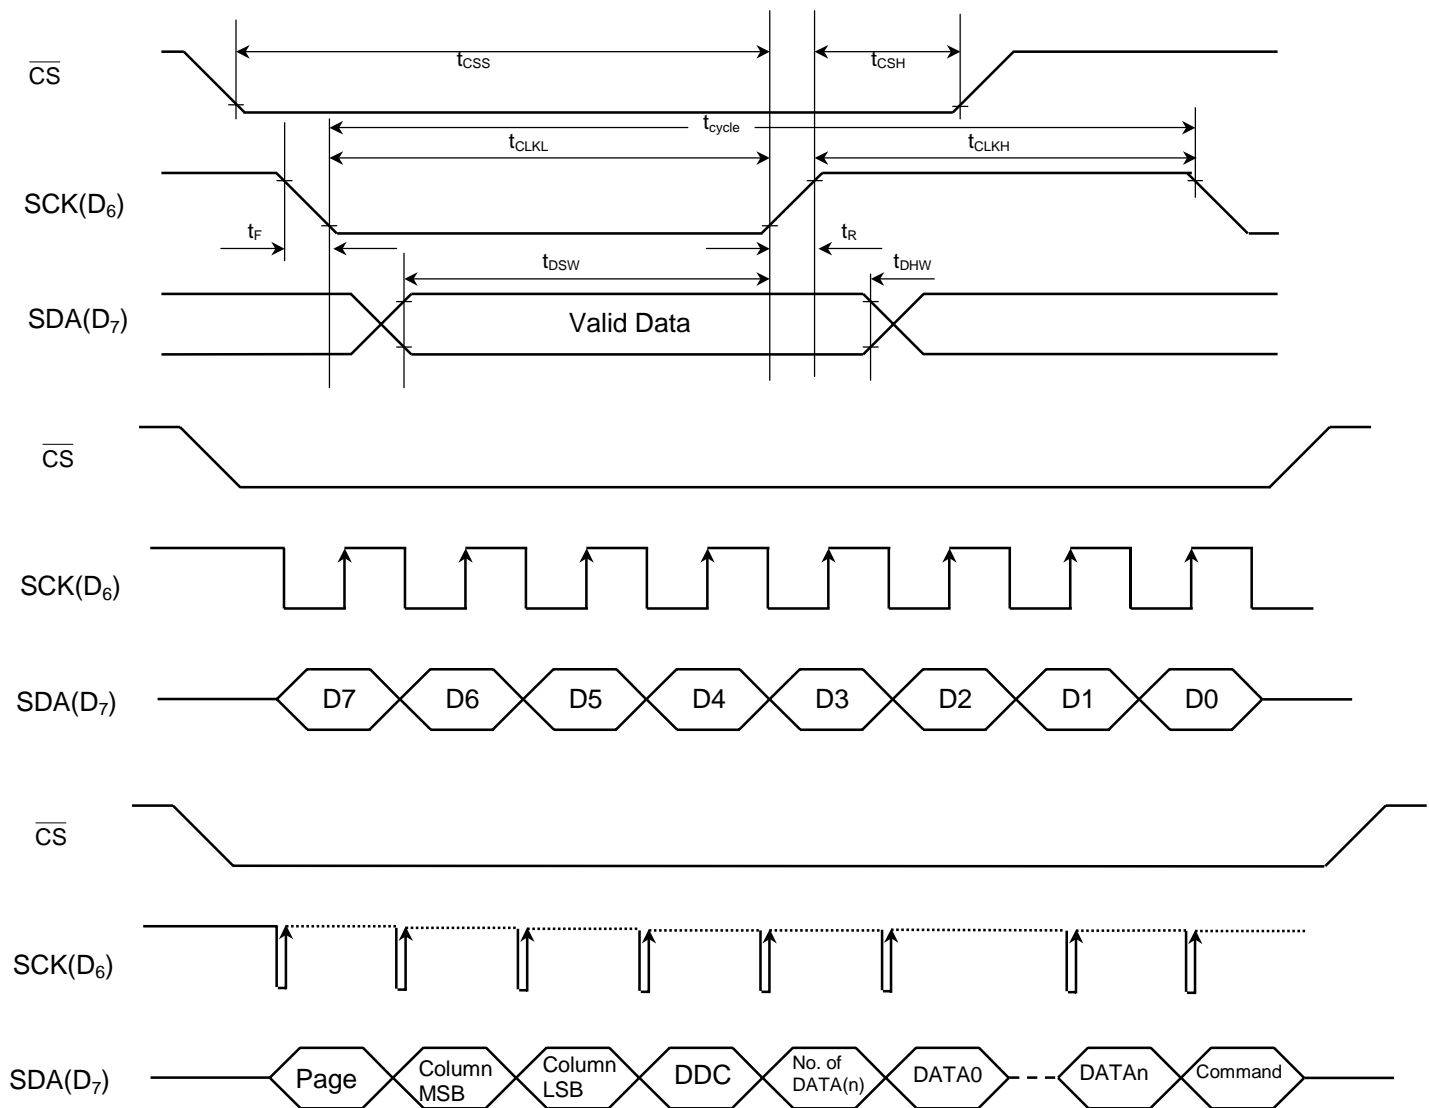 CS
tCSS
tCSH
tcycle
tCLKL
tCLKH
SCK(D6)
tF
tR
tDSW
tDHW
SDA(D7)
Valid Data
CS
SCK(D6)
SDA(D7)
D7 D6 D5 D4 D3 D2 D1 D0
CS
SCK(D6)
SDA(D7)
Page
Column
MSB
Column
LSB
DDC
No. of
DATA(n)
DATA0
DATAn
Command